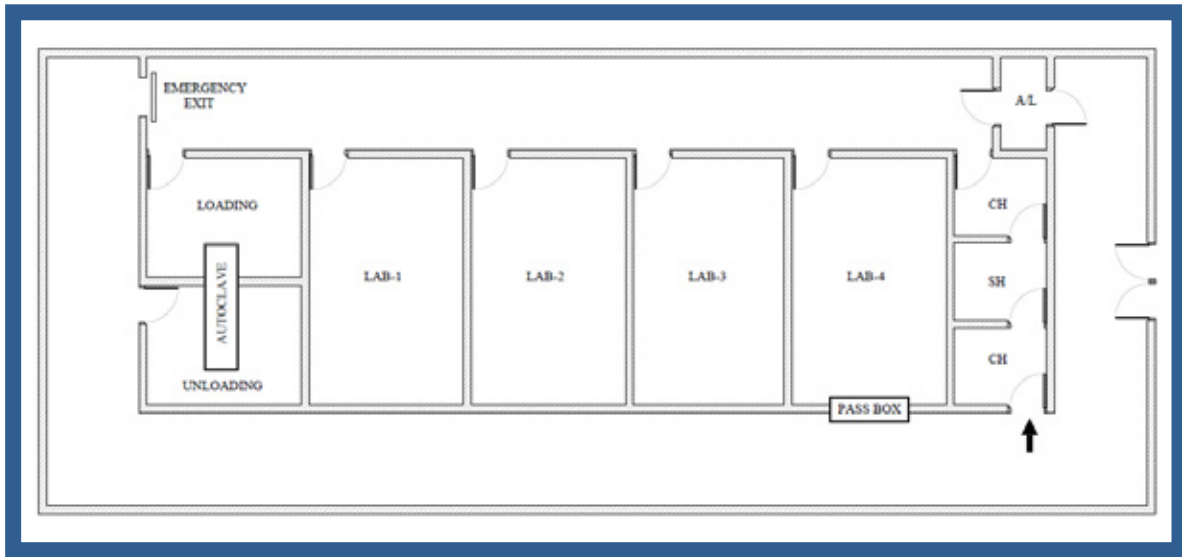 EMERGENCY
EXIT
A/L
LOADING
CH
AUTOCLAVE
LAB-1
LAB-2
LAB-3
LAB-4
SH
CH
UNLOADING
PASS BOX